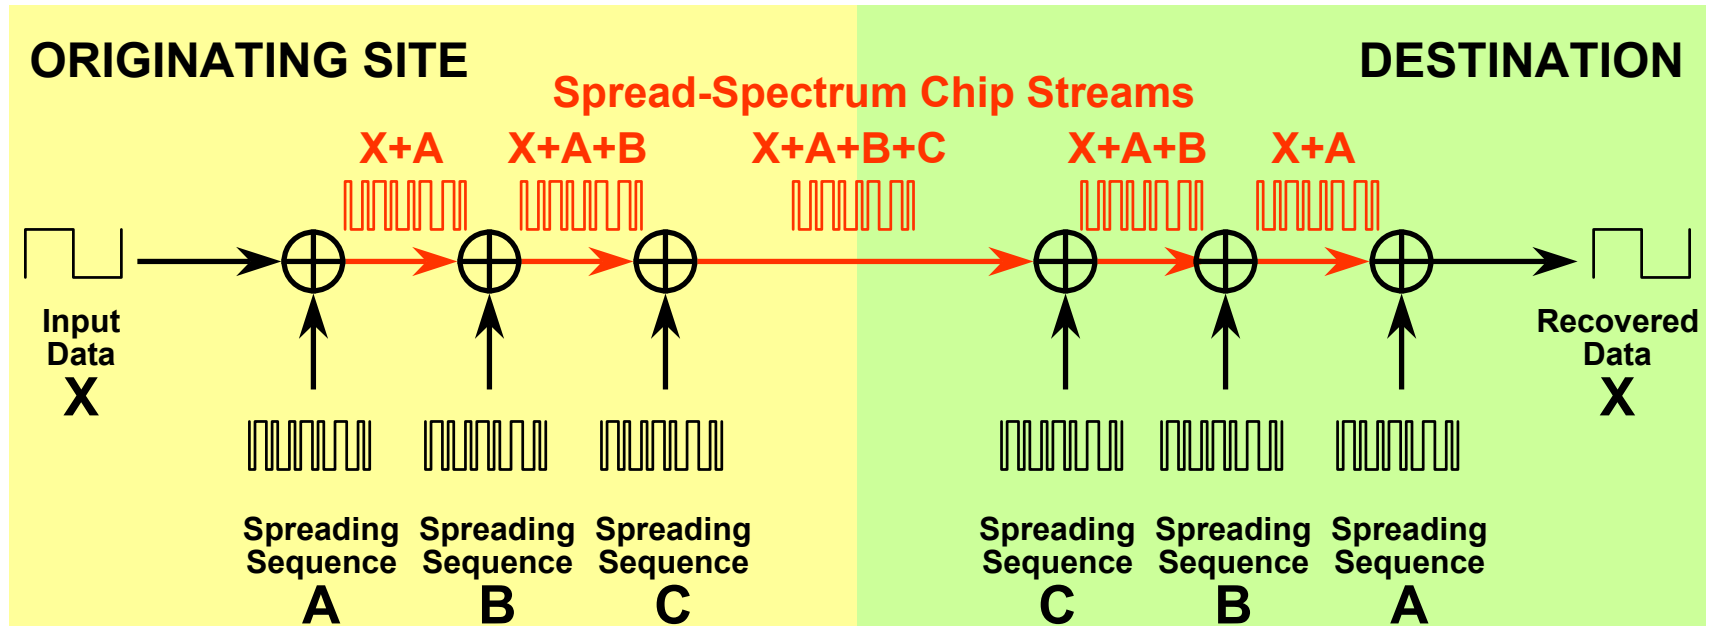 ORIGINATING SITE
DESTINATION
Spread-Spectrum Chip Streams
X+A
X+A+B
X+A+B+C
X+A+B
X+A
Input
Data
X
Recovered
Data
X
Spreading
Sequence
A
Spreading
Sequence
B
Spreading
Sequence
C
Spreading
Sequence
C
Spreading
Sequence
B
Spreading
Sequence
A